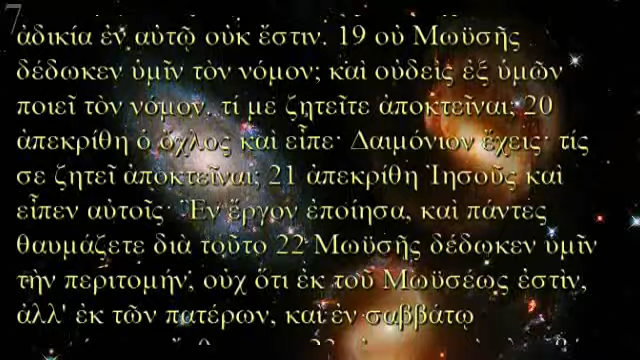 7
ἀδικία ἐν αὐτῷ οὐκ ἔστιν. 19 οὐ Μωϋσῆς
δέδωκεν ὑμῖν τὸν νόμον; καὶ οὐδεὶς ἐξ ὑμῶν
ποιεῖ τὸν νόμον. τί με ζητεῖτε ἀποκτεῖναι; 20
ἀπεκρίθη ὁ ὄχλος καὶ εἶπε· Δαιμόνιον ἔχεις· τίς
σε ζητεῖ ἀποκτεῖναι; 21 ἀπεκρίθη Ἰησοῦς καὶ
εἶπεν αὐτοῖς· Ἓν ἔργον ἐποίησα, καὶ πάντες
θαυμάζετε διὰ τοῦτο 22 Μωϋσῆς δέδωκεν ὑμῖν
τὴν περιτομήν, οὐχ ὅτι ἐκ τοῦ Μωϋσέως ἐστὶν,
ἀλλ' ἐκ τῶν πατέρων, καὶ ἐν σαββάτῳ